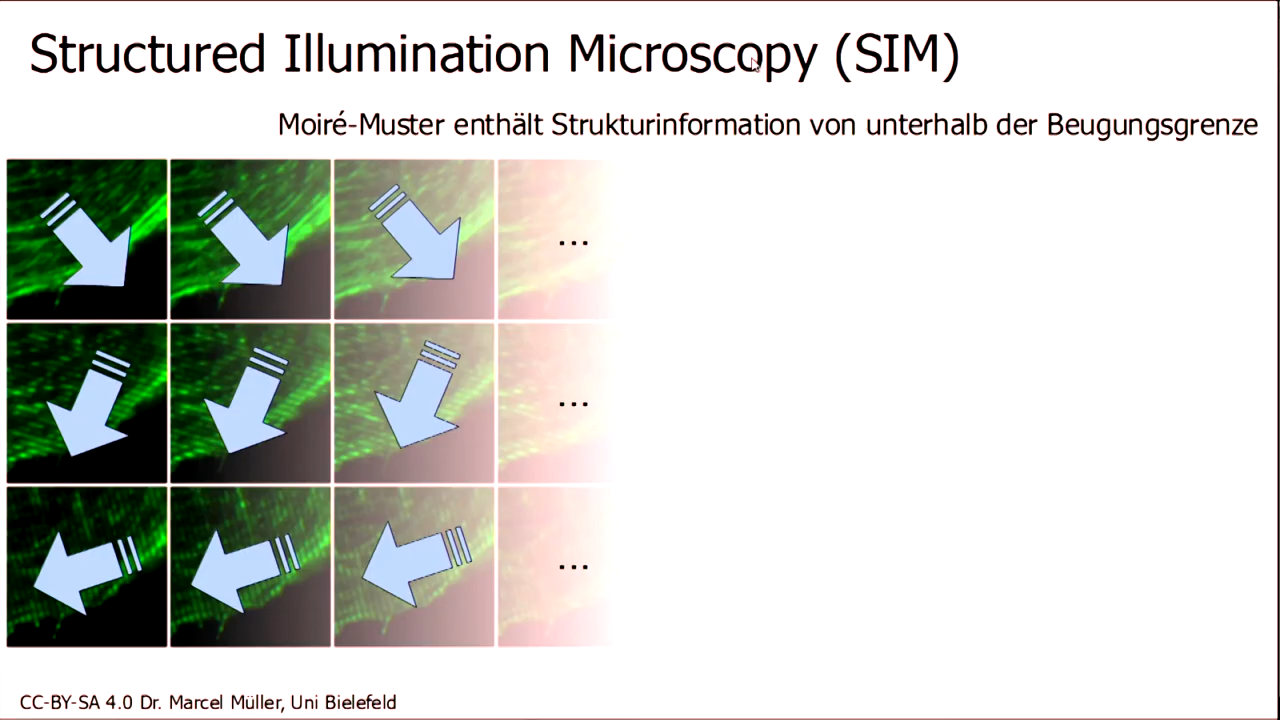 Structured Illumination Microscopy (SIM)
Moiré-Muster enthält Strukturinformation von unterhalb der Beugungsgrenze
...
...
...
CC-BY-SA 4.0 Dr. Marcel Müller, Uni Bielefeld